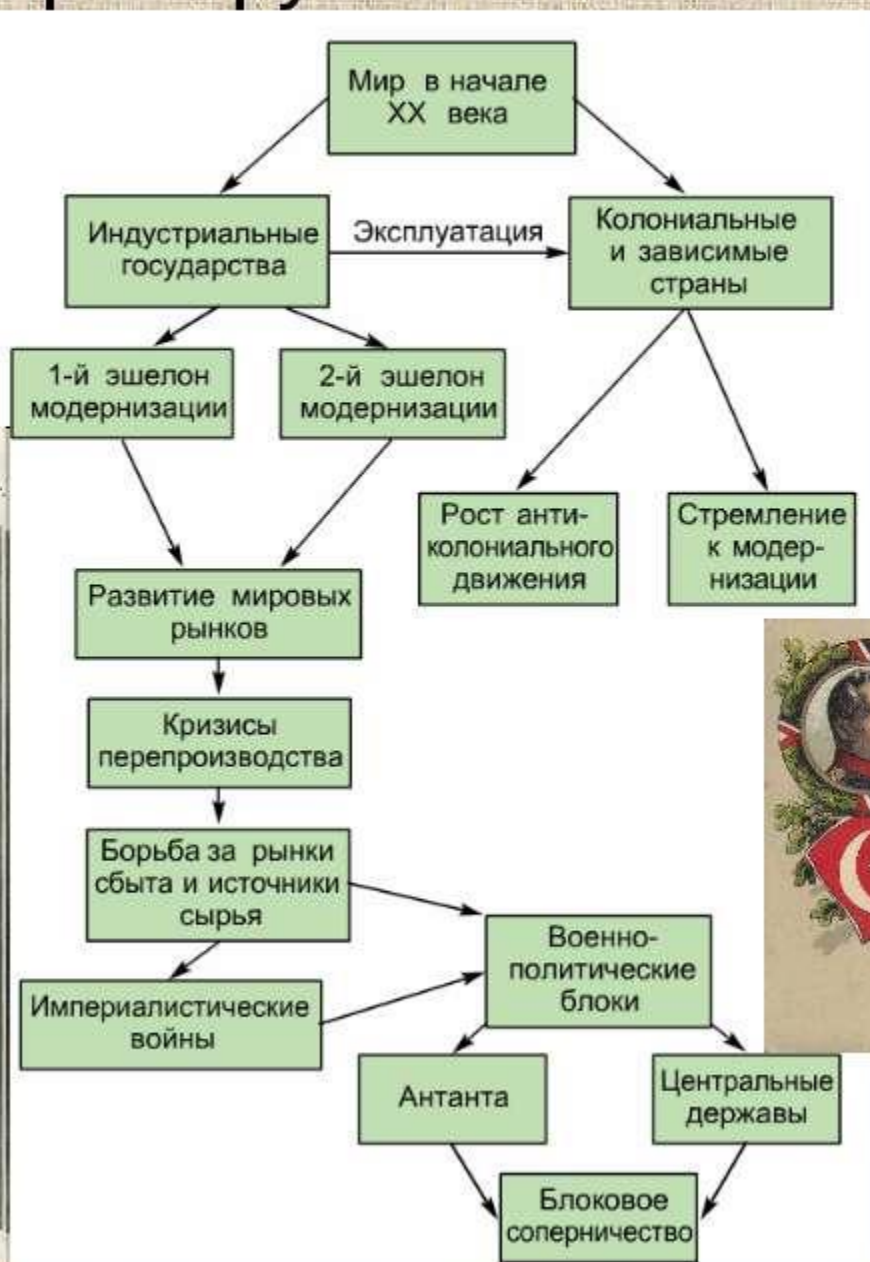 Мир в начале
XX века
Индустриальные
государства
Эксплуатация
Колониальные
и зависимые
страны
1-й эшелон
модернизации
2-й эшелон
модернизации
Рост анти-
колониального
движения
Стремление
к модер-
низации
Развитие мировых
рынков
Кризисы
перепроизводства
Борьба за рынки
сбыта и источники
сырья
Военно-
политические
блоки
Империалистические
войны
Антанта
Центральные
державы
Блоковое
соперничество